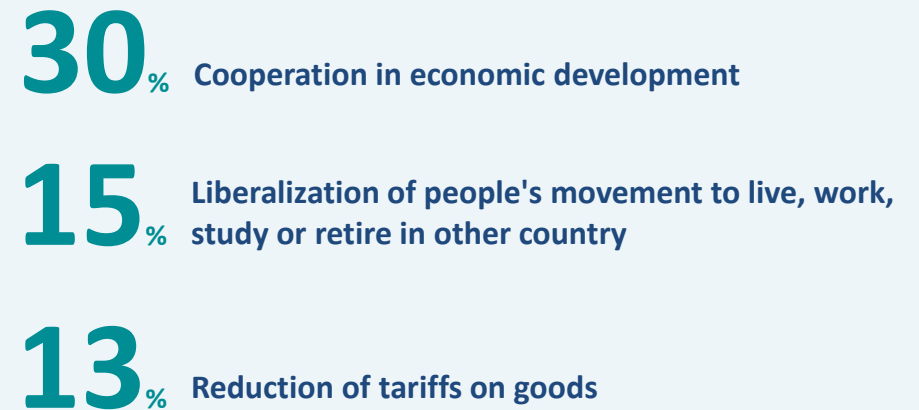 30% Cooperation in economic development
15% Liberalization of people's movement to live, work,
study or retire in other country
13% Reduction of tariffs on goods